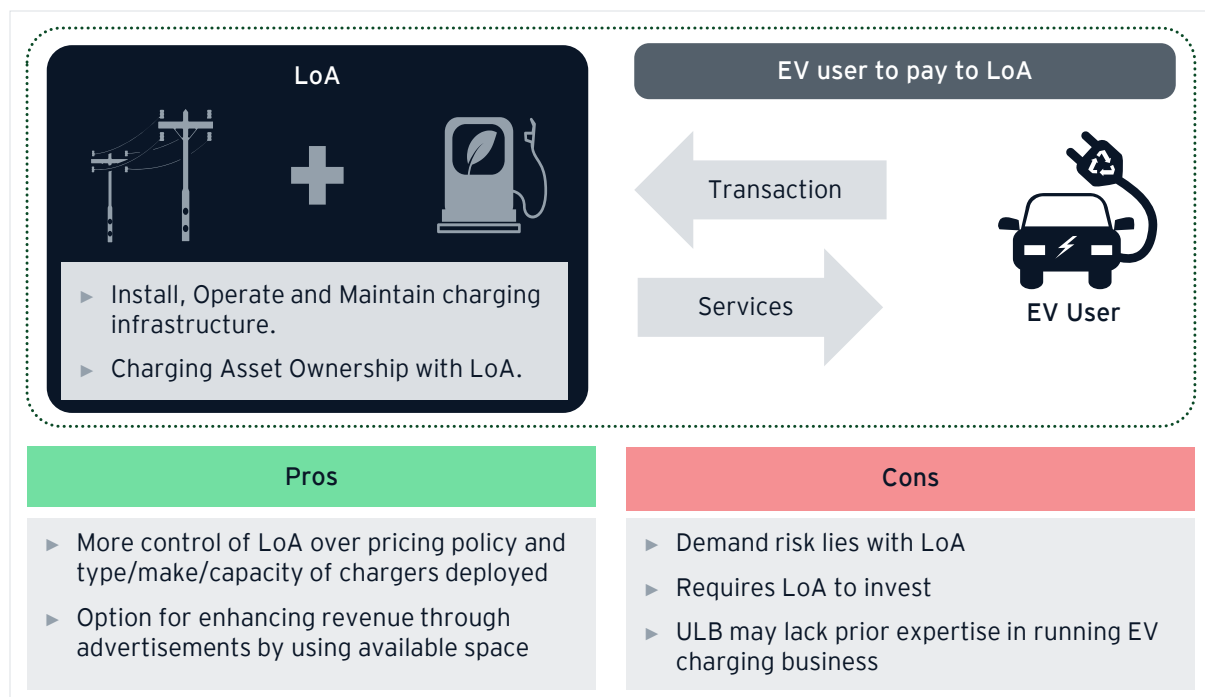 LoA
EV user to pay to LoA
Transaction
Services
EV User
► Install, Operate and Maintain charging
infrastructure.
► Charging Asset Ownership with LoA.
Pros
► More control of LoA over pricing policy and
type/make/capacity of chargers deployed
► Option for enhancing revenue through
advertisements by using available space
Cons
► Demand risk lies with LoA
► Requires LoA to invest
► ULB may lack prior expertise in running EV
charging business